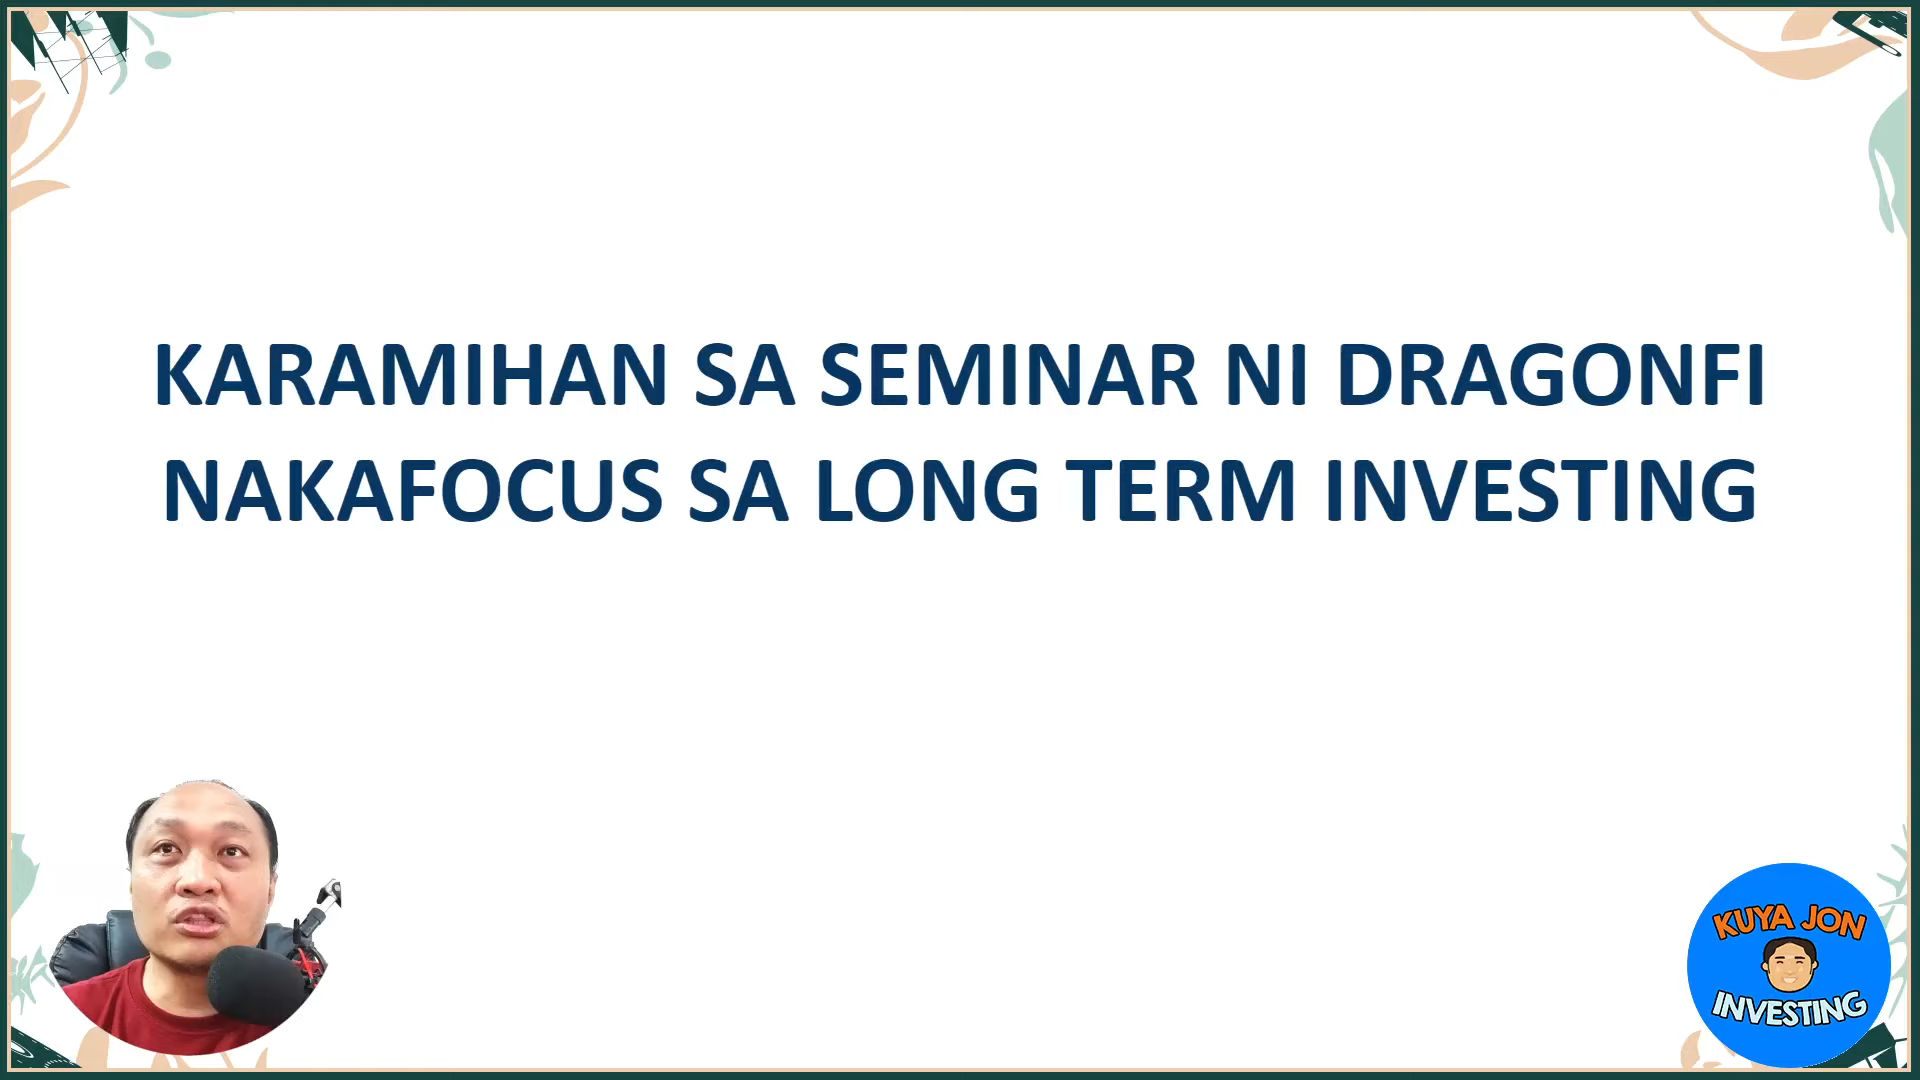 KARAMIHAN SA SEMINAR NI DRAGONFI
NAKAFOCUS SA LONG TERM INVESTING
KUYA JON
INVESTING